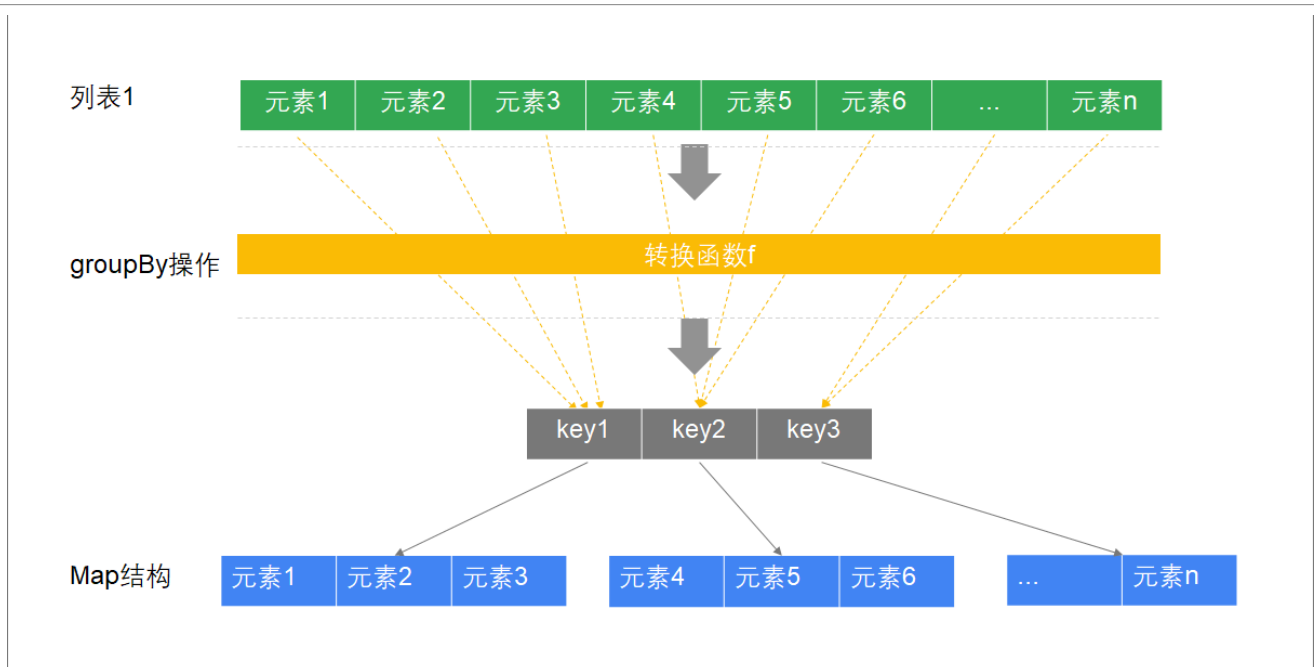 列表1 元素1 元素2 元素3 元素4 元素5 元素6 ... 元素n
groupBy操作 转换函数f
key1 key2 key3
Map结构 元素1 元素2 元素3 元素4 元素5 元素6 ... 元素n